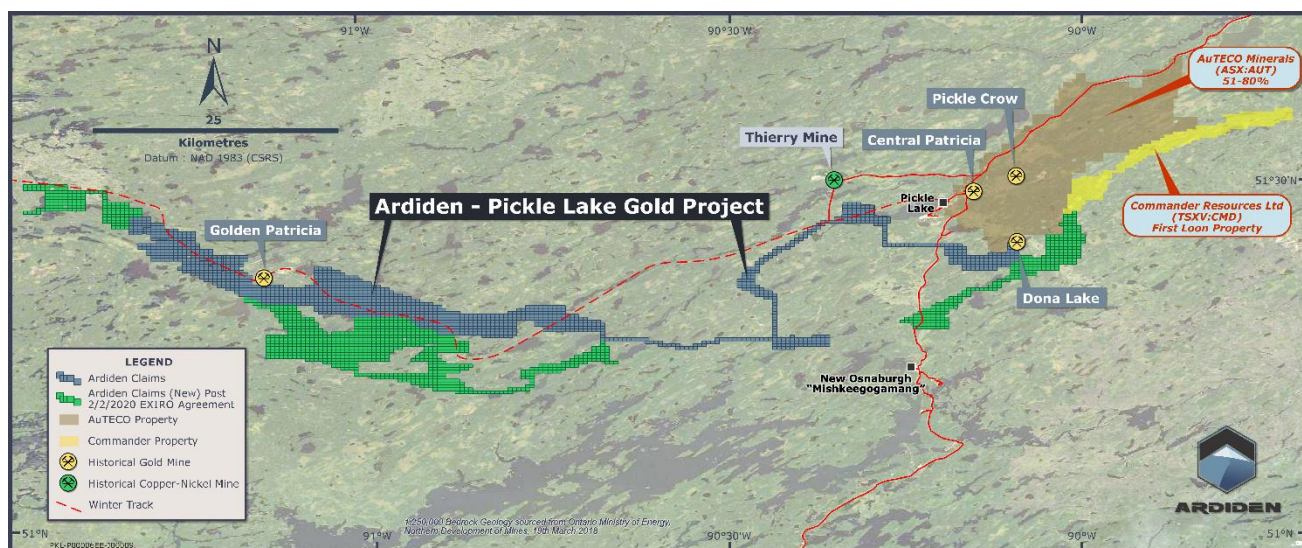 91°W
90°30'W
90°W
N
25
Kilometres
Datum : NAD 1983 (CSRS)
AuTECO Minerals
(ASX:AUT)
51-80%
Pickle Crow
Thierry Mine
Central Patricia
51°30'N
Pickle
Lake
Ardiden - Pickle Lake Gold Project
Commander Resources Ltd
(TSXV:CMD)
First Loon Property
Golden Patricia
Dona Lake
LEGEND
Ardiden Claims
Ardiden Claims (New) Post
2/2/2020 EXIRO Agreement
AuTECO Property
Commander Property
Historical Gold Mine
Historical Copper-Nickel Mine
Winter Track
New Osnaburgh
"Mishkeegogamang"
ARDIDEN
1:250,000 Bedrock Geology sourced from Ontario Ministry of Energy,
Northern Development of Mines, 19th March 2018
51°N
91°W
90°30'W
90°W
51°N